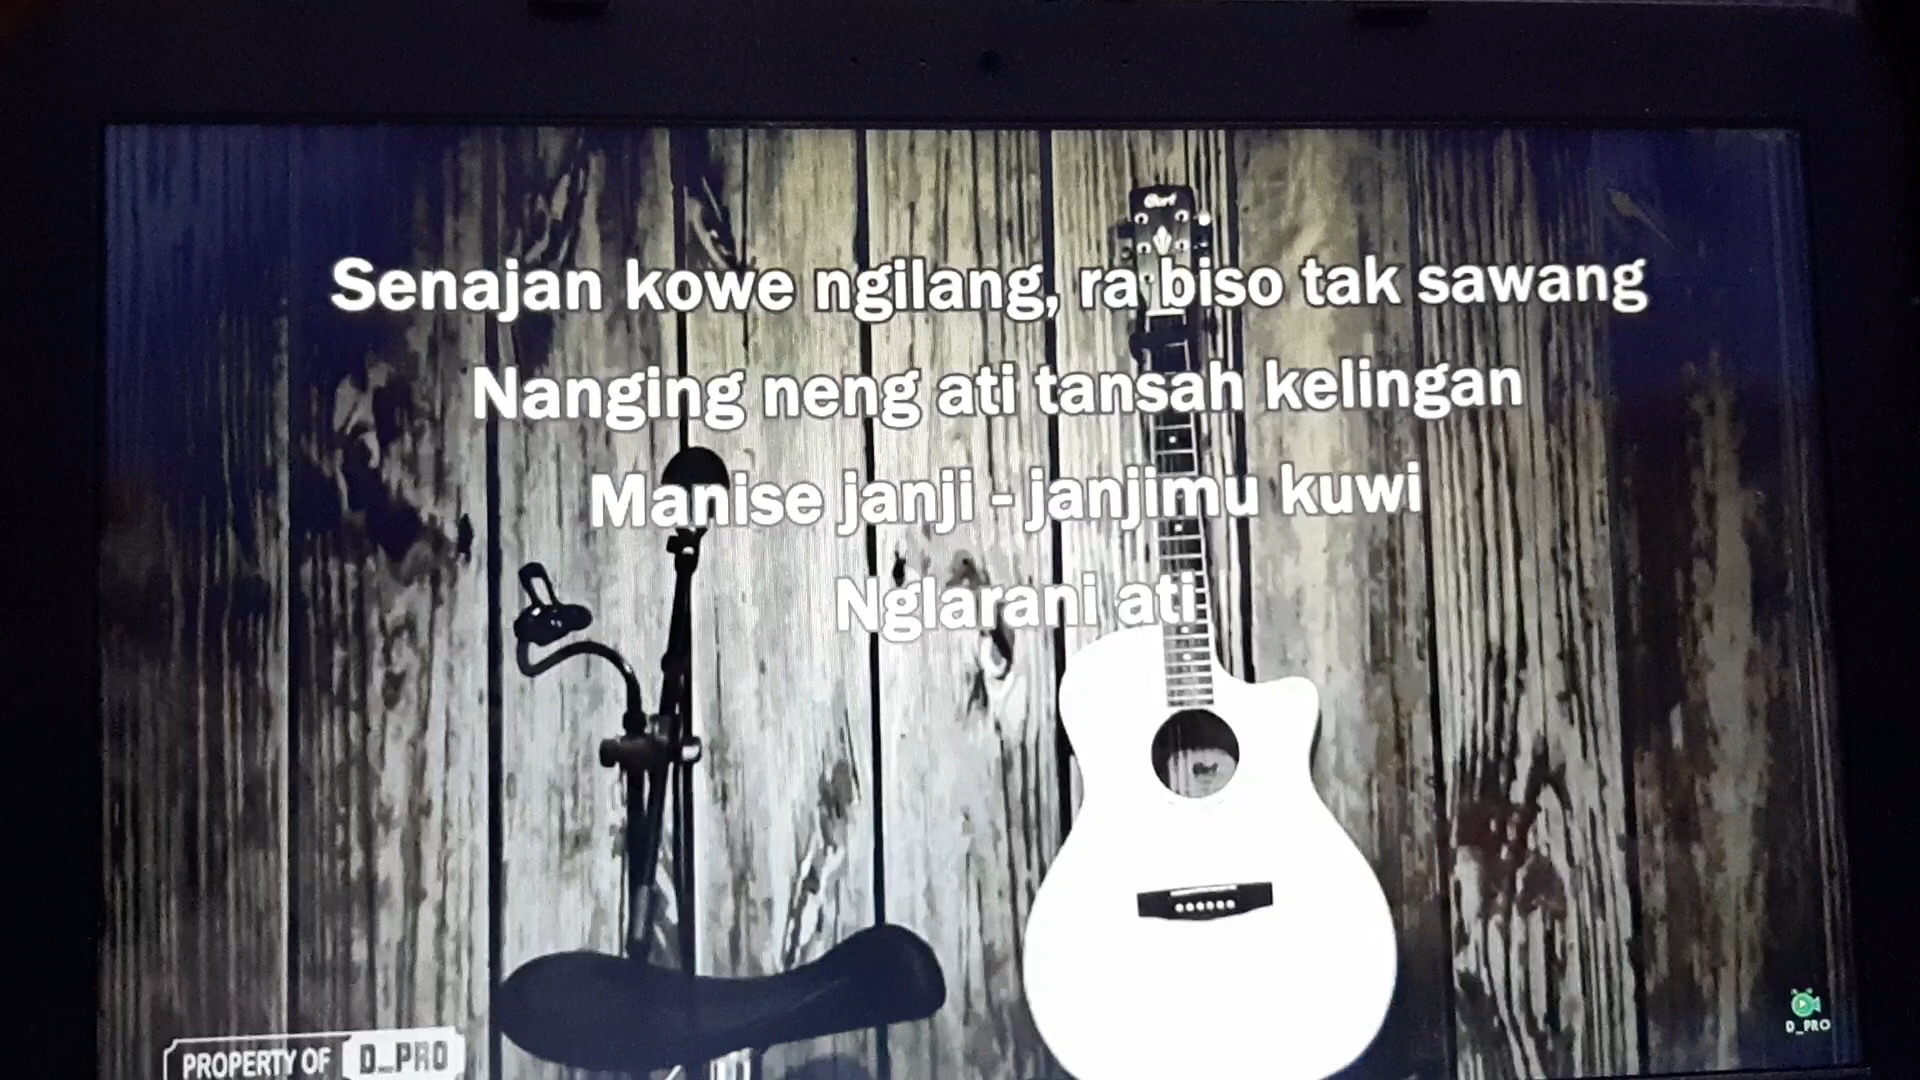 Cort
Senajan kowe ngilang, ra biso tak sawang
Nanging neng ati tansah kelingan
Manise janji - janjimu kuwi
Nglarani ati
D_PRO
PROPERTY OF D_PRO